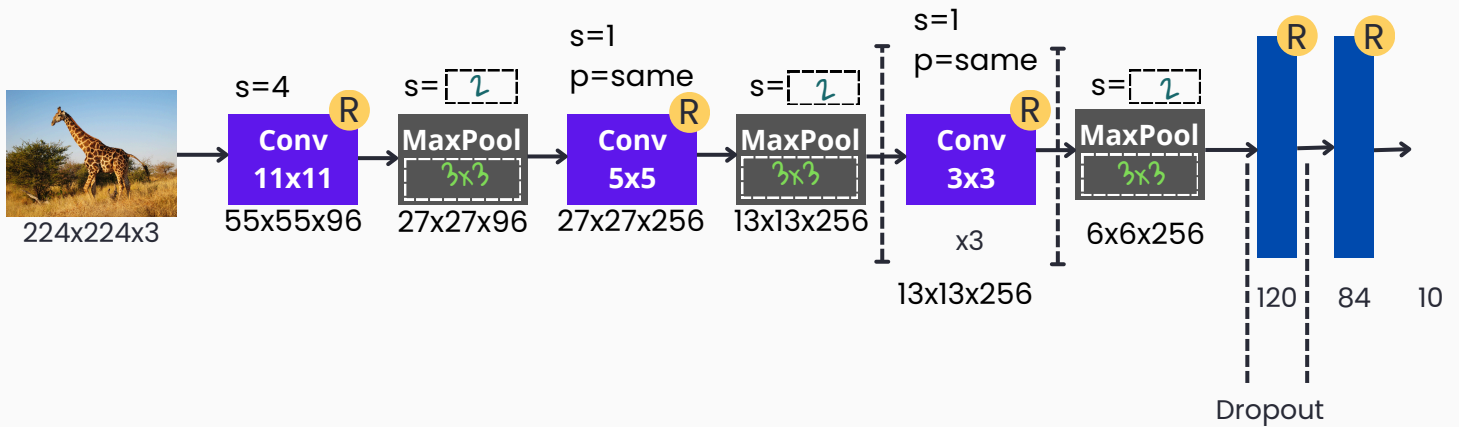 224x224x3
s=4
R
Conv
11x11
55x55x96
s= 2
MaxPool
3x3
27x27x96
s=1
p=same
R
Conv
5x5
27x27x256
s= 2
MaxPool
3x3
13x13x256
s=1
p=same
R
Conv
3x3
x3
13x13x256
s= 2
MaxPool
3x3
6x6x256
R
120
R
84
10
Dropout